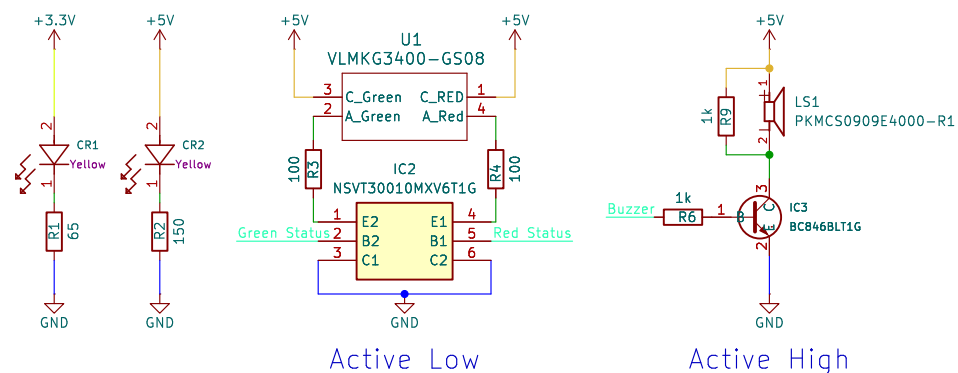 +3.3V
2
CR1
Yellow
1
R1
65
GND
+5V
2
CR2
Yellow
1
R2
150
GND
+5V
+5V
U1
VLMKG3400-GS08
3 C_Green C_RED 1
2 A_Green A_Red 4
100 R3
R4 100
IC2
NSVT30010MXV6T1G
1 E2 E1 4
Green Status 2 B2 B1 5 Red Status
3 C1 C2 6
GND
Active Low
+5V
1k R9
1
LS1
PKMCS0909E4000-R1
2
Buzzer
1k
R6
1
B
3
C
E
2
IC3
BC846BLT1G
GND
Active High